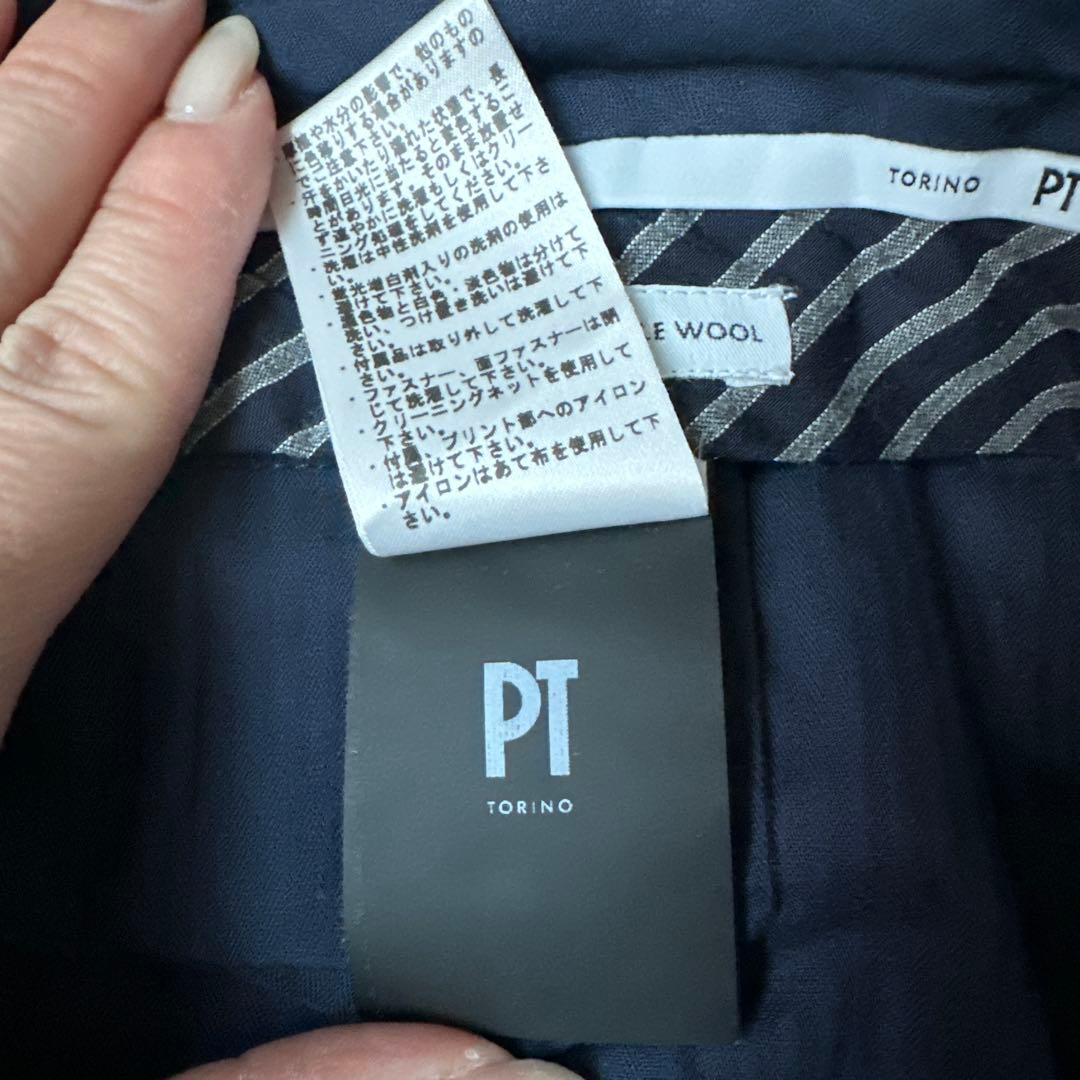 ・摩擦や水分の影響で、他のもの
に色移りする場合がありますの
でご注意下さい。
・汗をかいたり濡れた状態で、長
時間日光に当たると変色するこ
とがあります。そのまま放置せ
ず速やかに洗濯もしくはクリー
ニング処理をしてください。
・洗濯は中性洗剤を使用して下さ
い。
・蛍光増白剤入りの洗剤の使用は
避けて下さい。
・濃色物と白色・淡色物は分けて
洗い、つけ置き洗いは避けて下
さい。
・付属品は取り外して洗濯して下
さい。
・ファスナー、面ファスナーは閉
じて洗濯して下さい。
・クリーニングネットを使用して
下さい。
・付属、プリント部へのアイロン
は避けて下さい。
・アイロンはあて布を使用して下
さい。
TORINO PT
LE WOOL
PT
TORINO